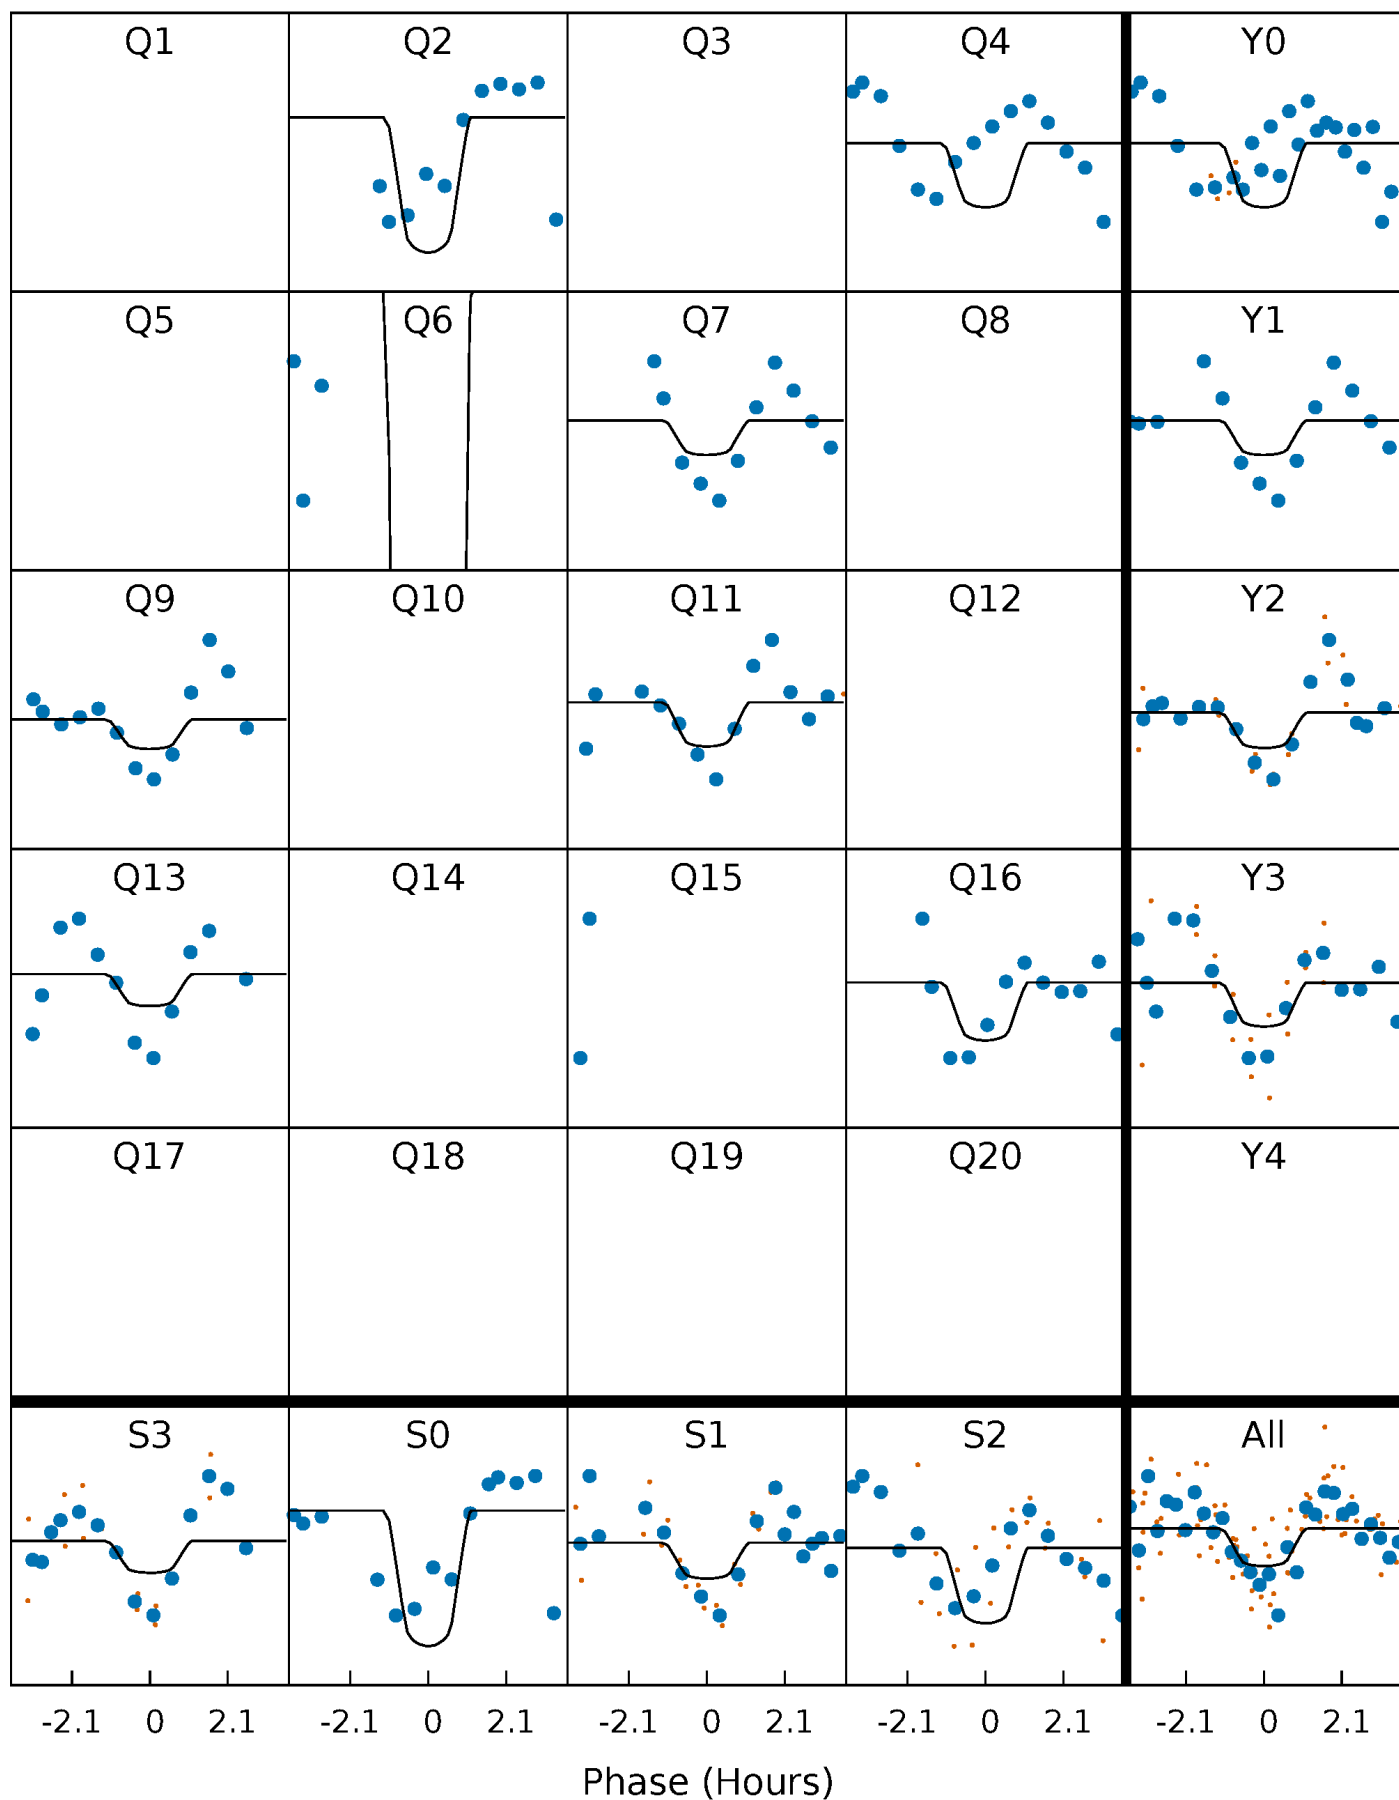 Q1 Q2 Q3 Q4 Y0
Q5 Q6 Q7 Q8 Y1
Q9 Q10 Q11 Q12 Y2
Q13 Q14 Q15 Q16 Y3
Q17 Q18 Q19 Q20 Y4
S3 S0 S1 S2 All
-2.1 0 2.1 -2.1 0 2.1 -2.1 0 2.1 -2.1 0 2.1 -2.1 0 2.1
Phase (Hours)